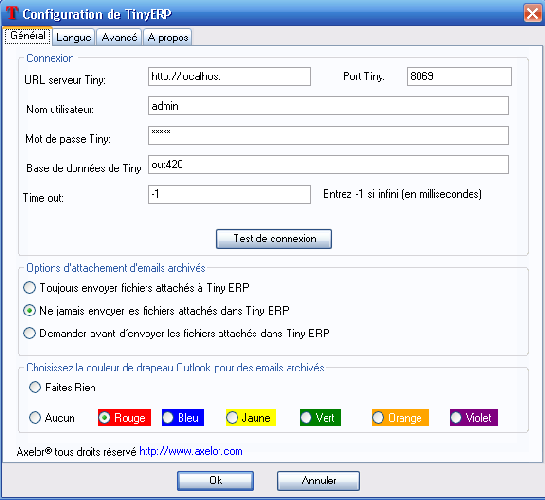 Configuration de TinyERP
Général Langue Avancé A propos
Connexion
URL serveur Tiny: Port Tiny: 8069
Nom utilisateur: admin
Mot de passe Tiny: *****
Base de données de Tiny
Time out: -1 Entrez -1 si infini (en millisecondes)
Test de connexion
Options d'attachement d'emails archivés
Toujours envoyer fichiers attachés à Tiny ERP
Ne jamais envoyer es fichiers attachés dans Tiny ERP
Demander avant d'envoyer les fichiers attachés dans Tiny ERP
Choisissez la couleur de drapeau Outlook pour des emails archivés
Faites Rien
Aucun Rouge Bleu Jaune Vert Orange Violet
Axelor® tous droits réservé http://www.axelor.com
Ok Annuler